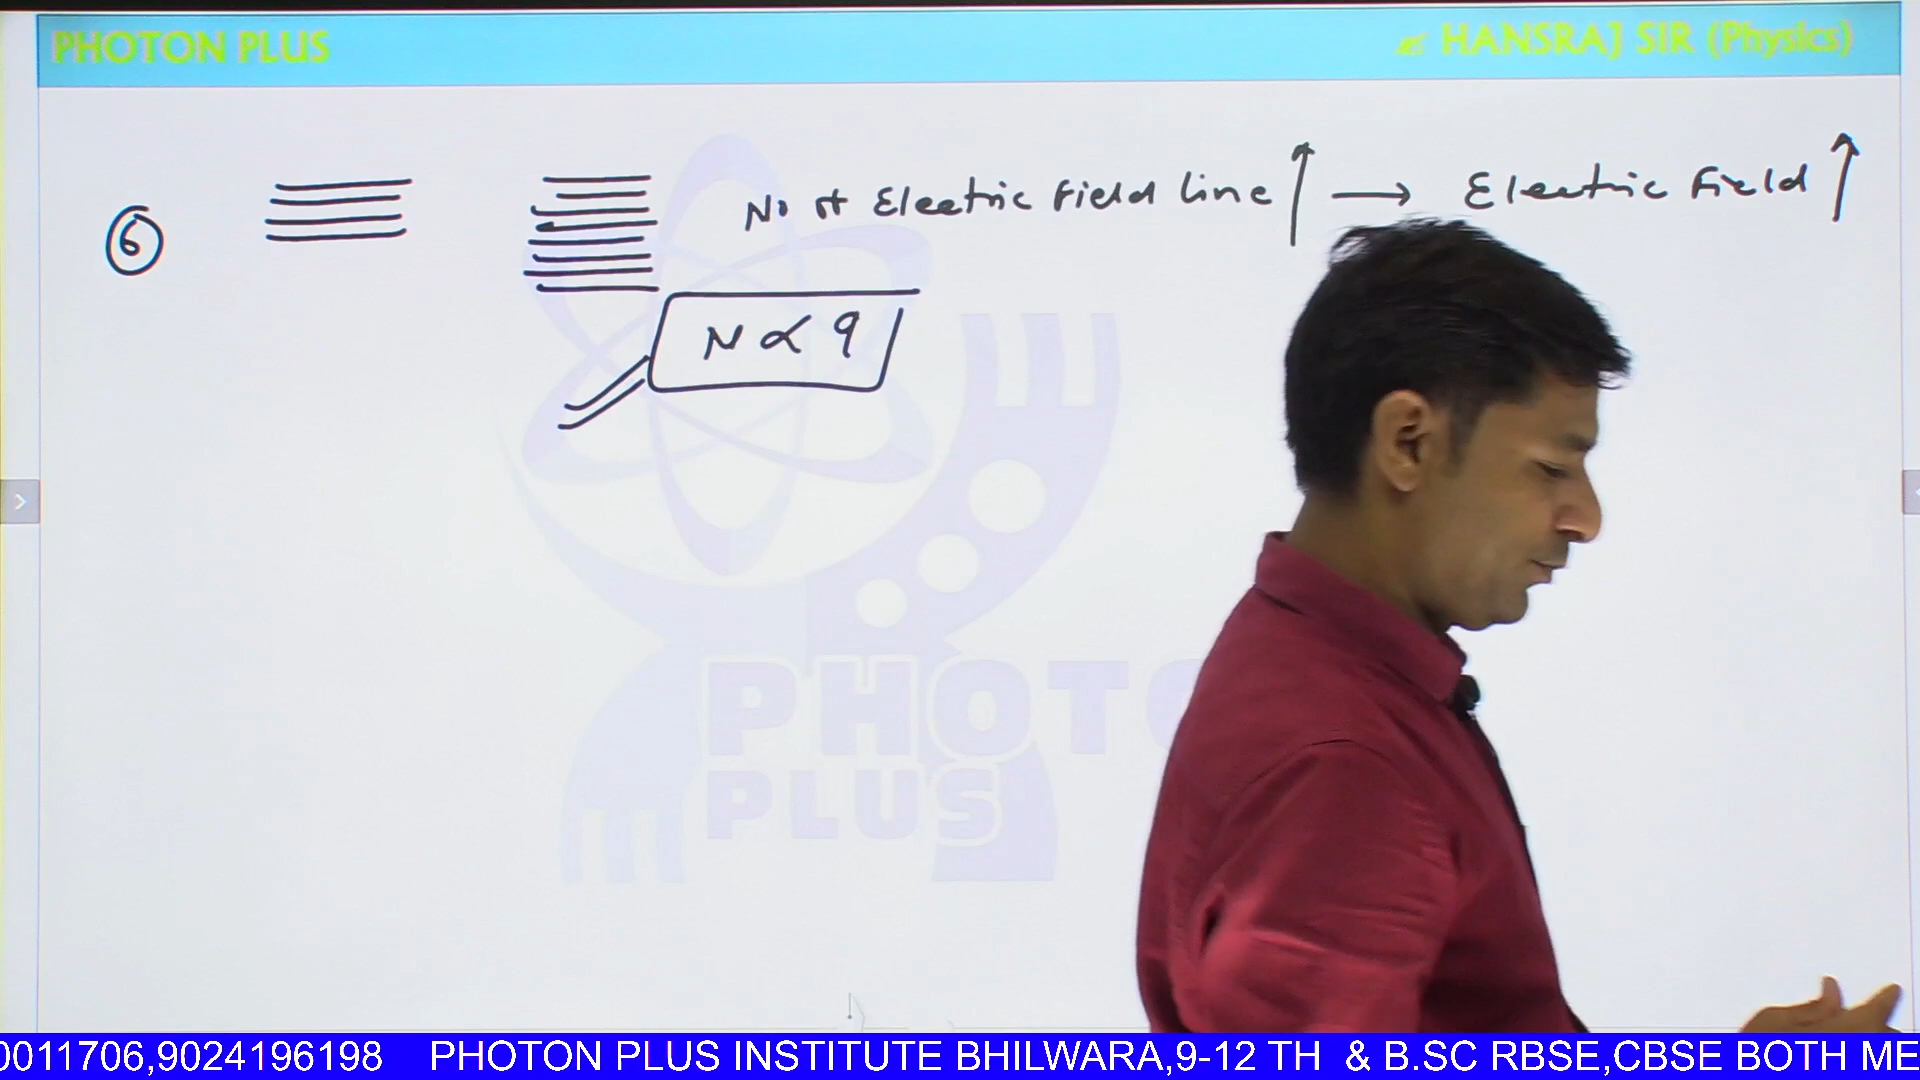 PHOTON PLUS
HANSRAJ SIR (Physics)
6
No of Electric Field Line ↑ → Electric Field ↑
N ∝ q
PHOTO
PLUS
0011706,9024196198 PHOTON PLUS INSTITUTE BHILWARA,9-12 TH & B.SC RBSE,CBSE BOTH ME